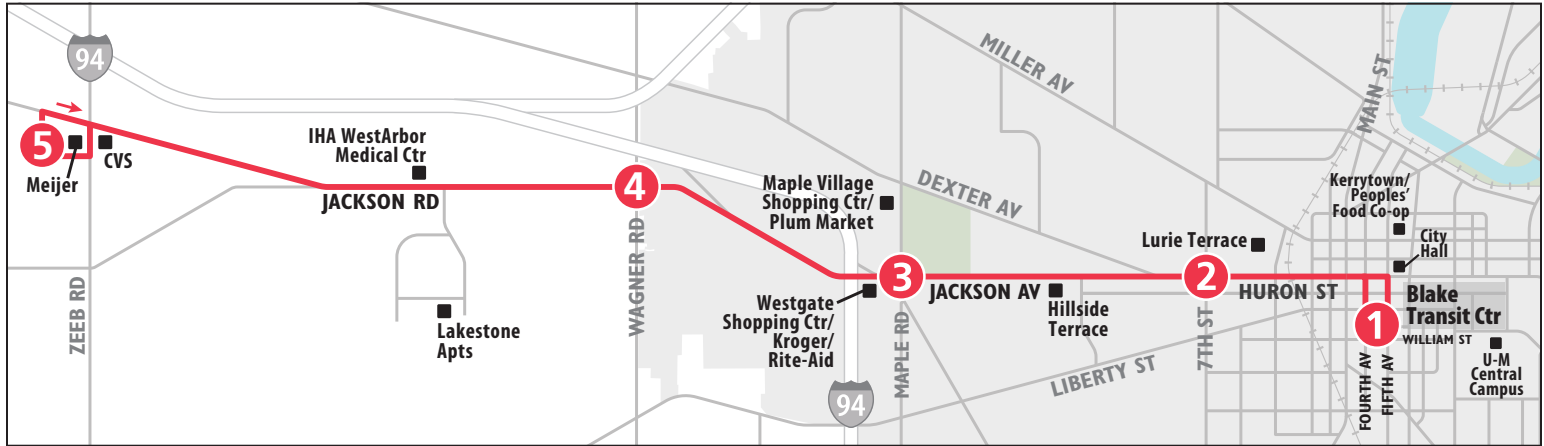 94
5
Meijer
CVS
ZEEB RD
IHA WestArbor
Medical Ctr
JACKSON RD
Lakestone
Apts
4
WAGNER RD
Maple Village
Shopping Ctr/
Plum Market
3
Westgate
Shopping Ctr/
Kroger/
Rite-Aid
94
MAPLE RD
JACKSON AV
DEXTER AV
MILLER AV
Hillside
Terrace
LIBERTY ST
Lurie Terrace
2
7TH ST
HURON ST
MAIN ST
Kerrytown/
Peoples'
Food Co-op
City
Hall
1
Blake
Transit Ctr
WILLIAM ST
FOURTH AV
FIFTH AV
U-M
Central
Campus